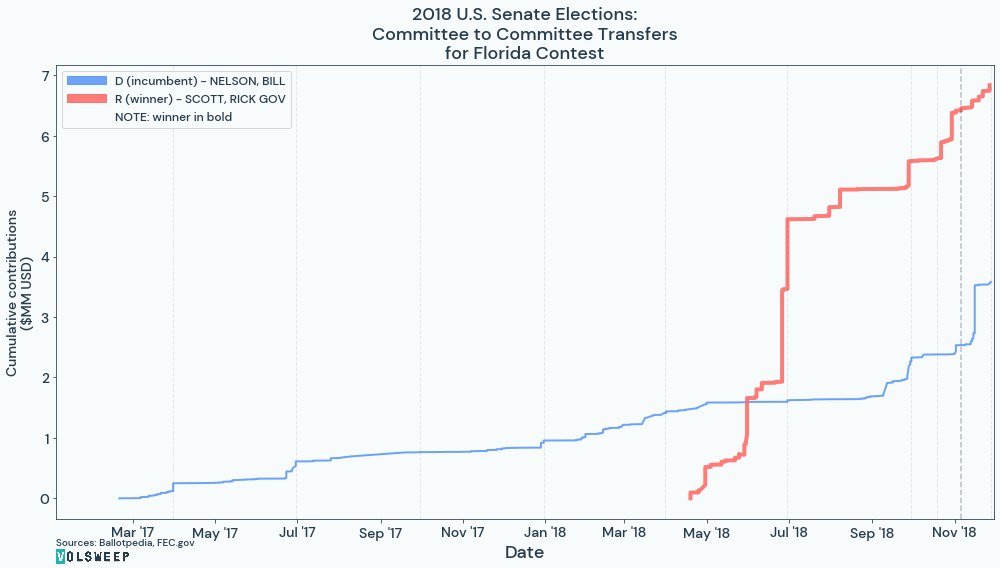 2018 U.S. Senate Elections:
Committee to Committee Transfers
for Florida Contest
D (incumbent) - NELSON, BILL
R (winner) - SCOTT, RICK GOV
NOTE: winner in bold
Cumulative contributions
($MM USD)
7
6
5
4
3
2
1
0
Mar '17
May '17
Jul '17
Sep '17
Nov '17
Jan '18
Mar '18
May '18
Jul '18
Sep '18
Nov '18
Date
Sources: Ballotpedia, FEC.gov
VOLSWEEP